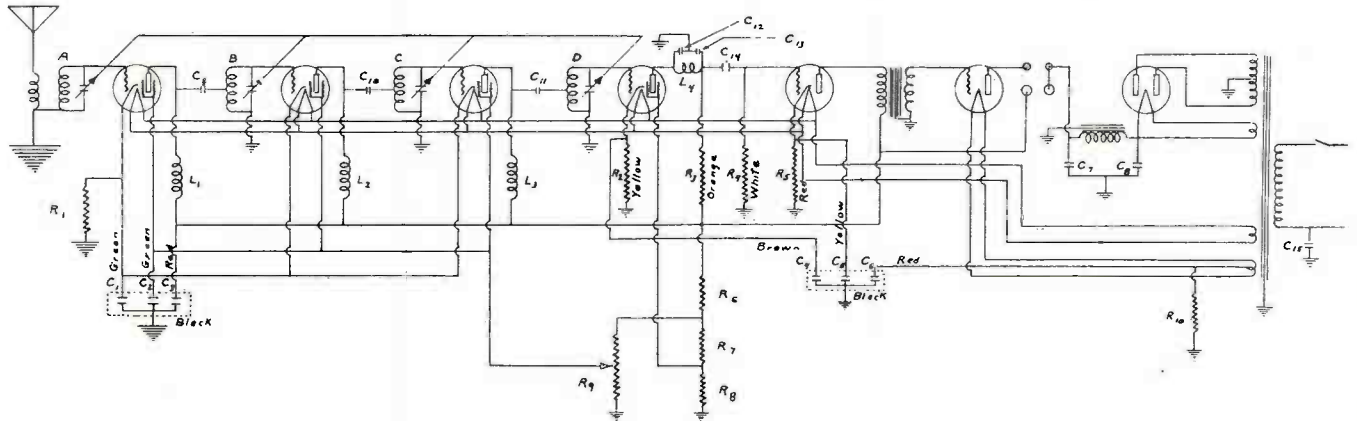 C12
C13
A
B
C
D
C14
C9
C10
C11
L4
L1
L2
L3
R2
Yellow
R3
Orange
R4
White
R5
Red
C7
C8
R1
Green
Green
Red
Brown
Yellow
C1
C2
C3
C4
C5
C6
Red
C15
Black
Black
R6
R10
R7
R9
R8